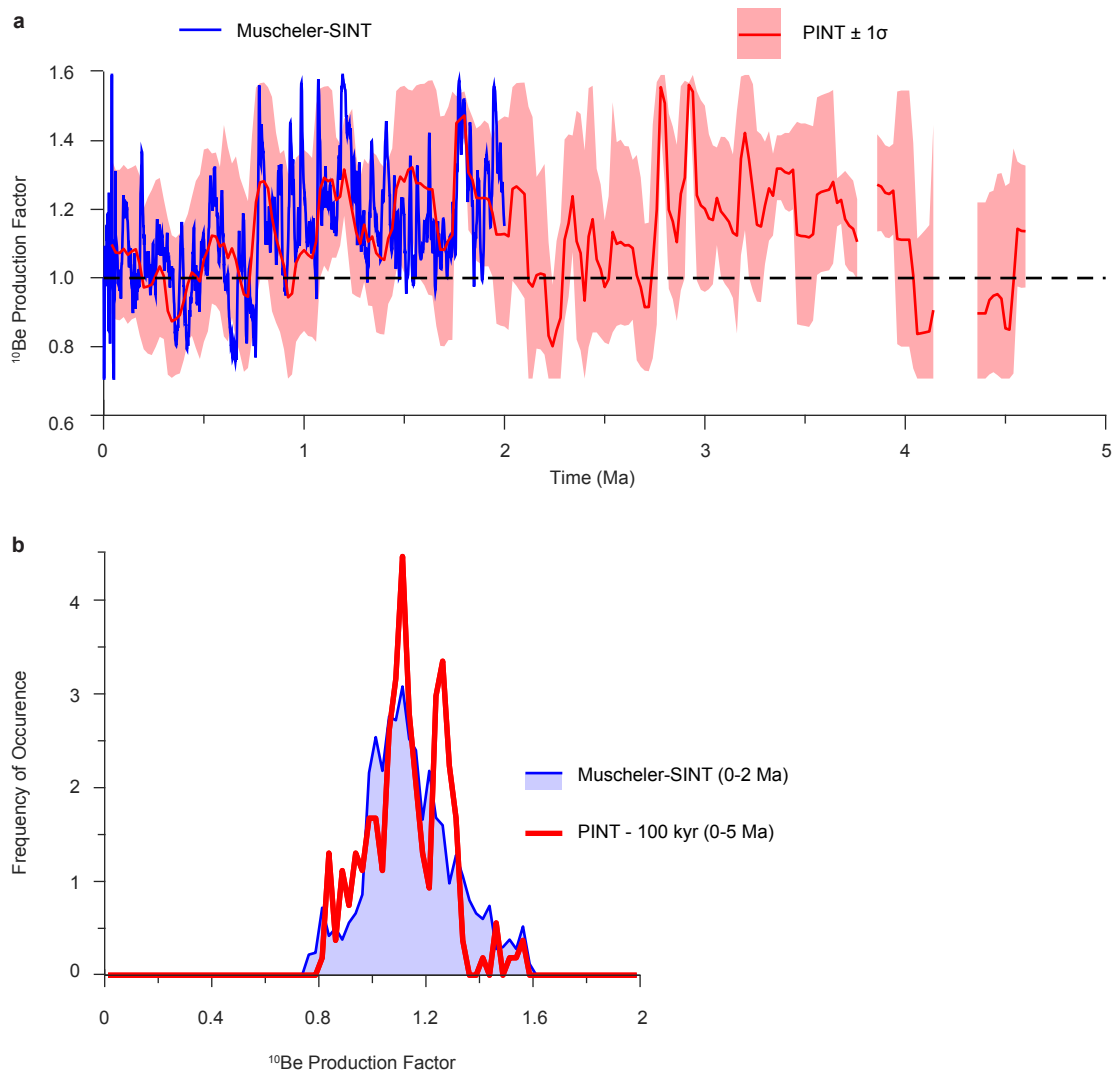 a
Muscheler-SINT
PINT ± 1σ
1.6
1.4
1.2
1.0
0.8
0.6
¹⁰Be Production Factor
0
1
2
3
4
5
Time (Ma)
b
4
3
2
1
0
Frequency of Occurence
Muscheler-SINT (0-2 Ma)
PINT - 100 kyr (0-5 Ma)
0
0.4
0.8
1.2
1.6
2
¹⁰Be Production Factor